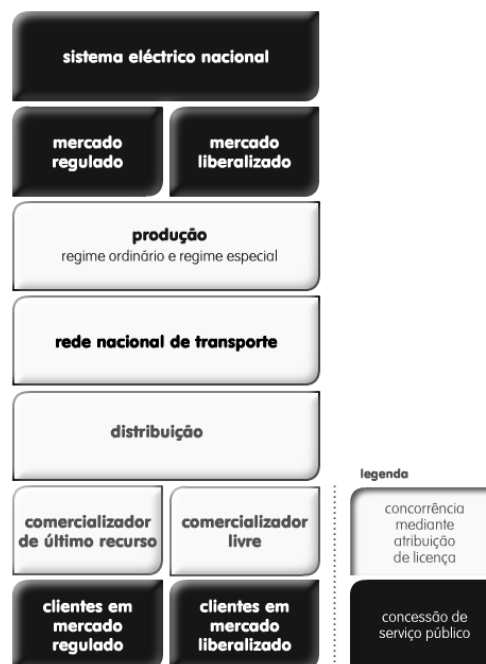 sistema eléctrico nacional
mercado
regulado
mercado
liberalizado
produção
regime ordinário e regime especial
rede nacional de transporte
distribuição
comercializador
de último recurso
comercializador
livre
clientes em
mercado
regulado
clientes em
mercado
liberalizado
legenda
concorrência
mediante
atribuição
de licença
concessão de
serviço público